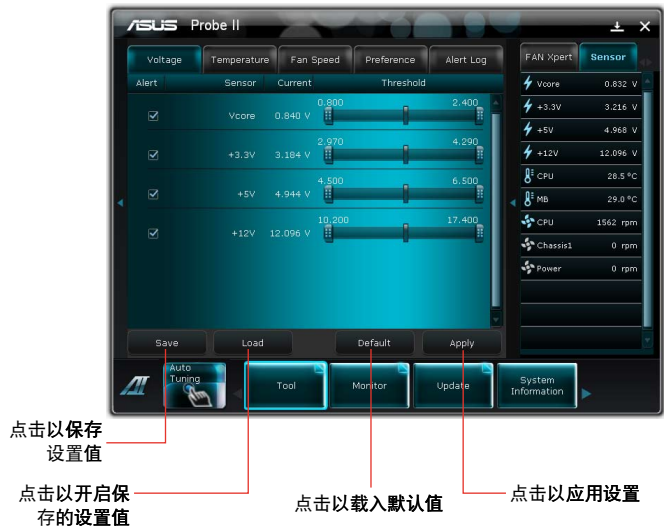 ASUS Probe II
Voltage Temperature Fan Speed Preference Alert Log
Alert Sensor Current Threshold
0.800 2.400
Vcore 0.840 V
2.970 4.290
+3.3V 3.184 V
4.500 6.500
+5V 4.944 V
10.200 17.400
+12V 12.096 V
Save Load Default Apply
FAN Xpert Sensor
Vcore 0.832 V
+3.3V 3.216 V
+5V 4.968 V
+12V 12.096 V
CPU 28.5 °C
MB 29.0 °C
CPU 1562 rpm
Chassis1 0 rpm
Power 0 rpm
Auto
Tuning
Tool
Monitor
Update
System
Information
点击以保存
设置值
点击以开启保
存的设置值
点击以载入默认值
点击以应用设置